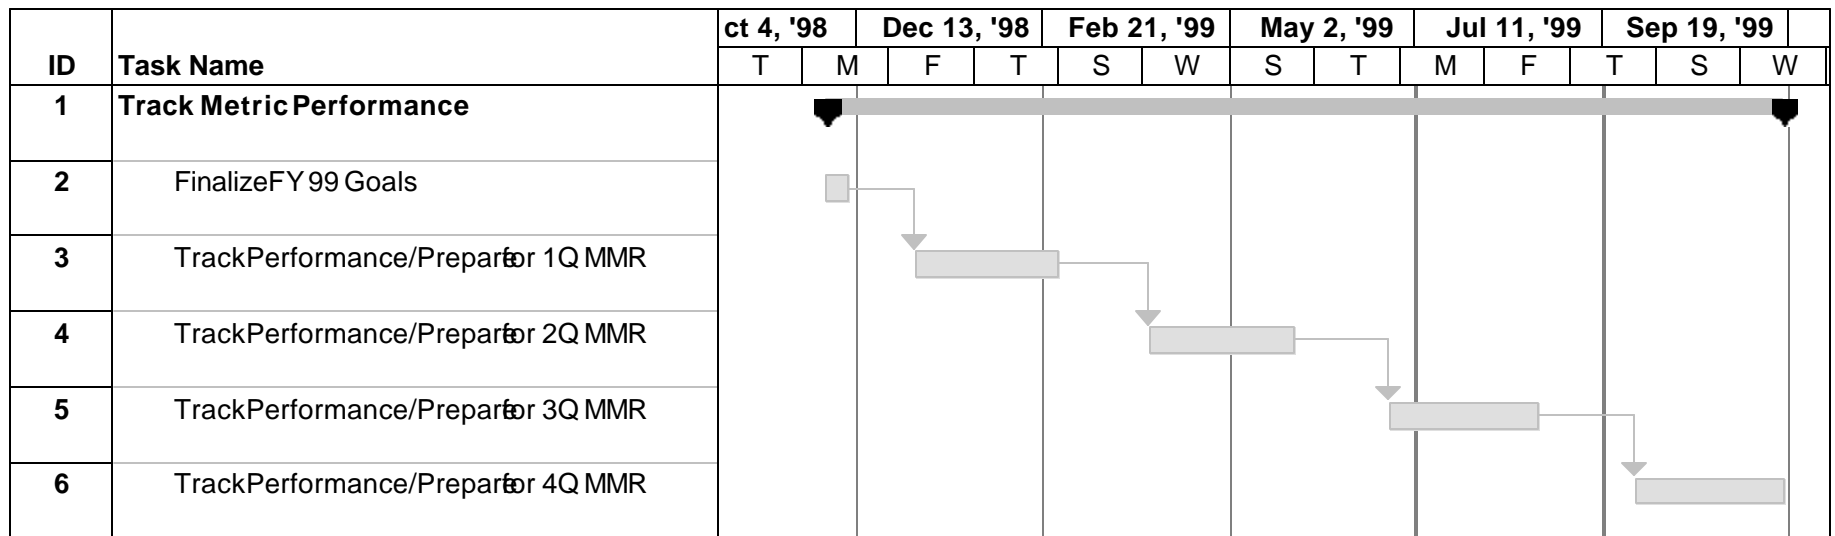 ct 4, '98 Dec 13, '98 Feb 21, '99 May 2, '99 Jul 11, '99 Sep 19, '99
ID Task Name T M F T S W S T M F T S W
1 Track Metric Performance
2 FinalizeFY 99 Goals
3 TrackPerformance/Preparefor 1Q MMR
4 TrackPerformance/Preparefor 2Q MMR
5 TrackPerformance/Preparefor 3Q MMR
6 TrackPerformance/Preparefor 4Q MMR